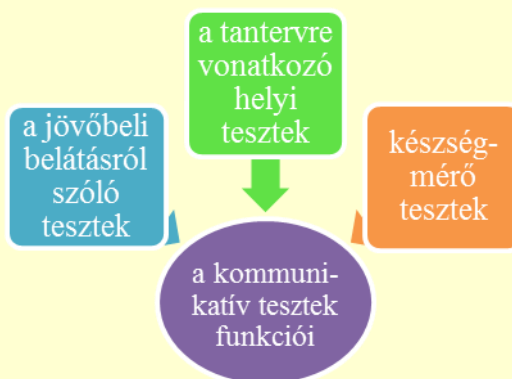 a tantervre
vonatkozó
helyi
tesztek
a jövőbeli
belátásról
szóló
tesztek
készség-
mérő
tesztek
a kommuni-
katív tesztek
funkciói